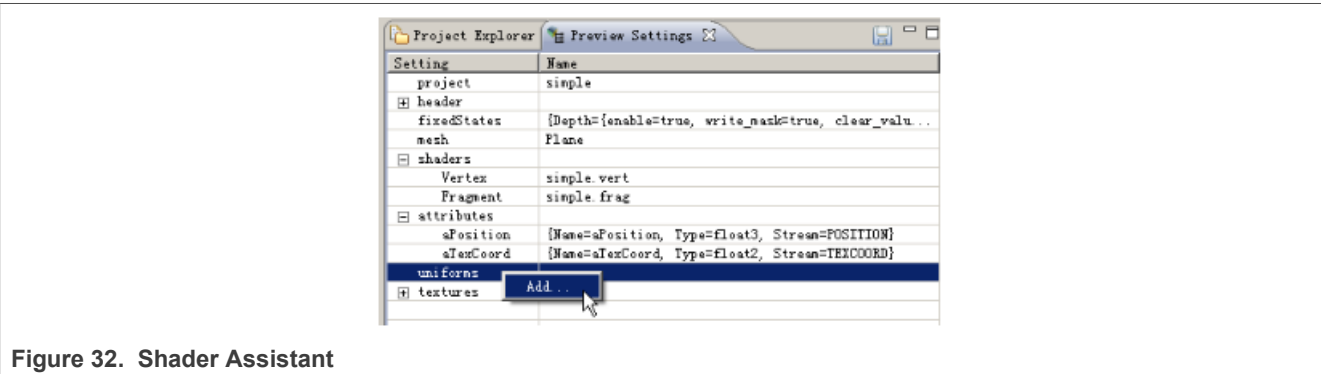 Project Explorer Preview Settings
Setting Name
project simple
header
fixedStates {Depth={enable=true, write_mask=true, clear_valu...
mesh Plane
shaders
Vertex simple.vert
Fragment simple.frag
attributes
aPosition {Name=aPosition, Type=float3, Stream=POSITION}
aTexCoord {Name=aTexCoord, Type=float2, Stream=TEXCOORD}
uniforms
Add...
textures
Figure 32. Shader Assistant